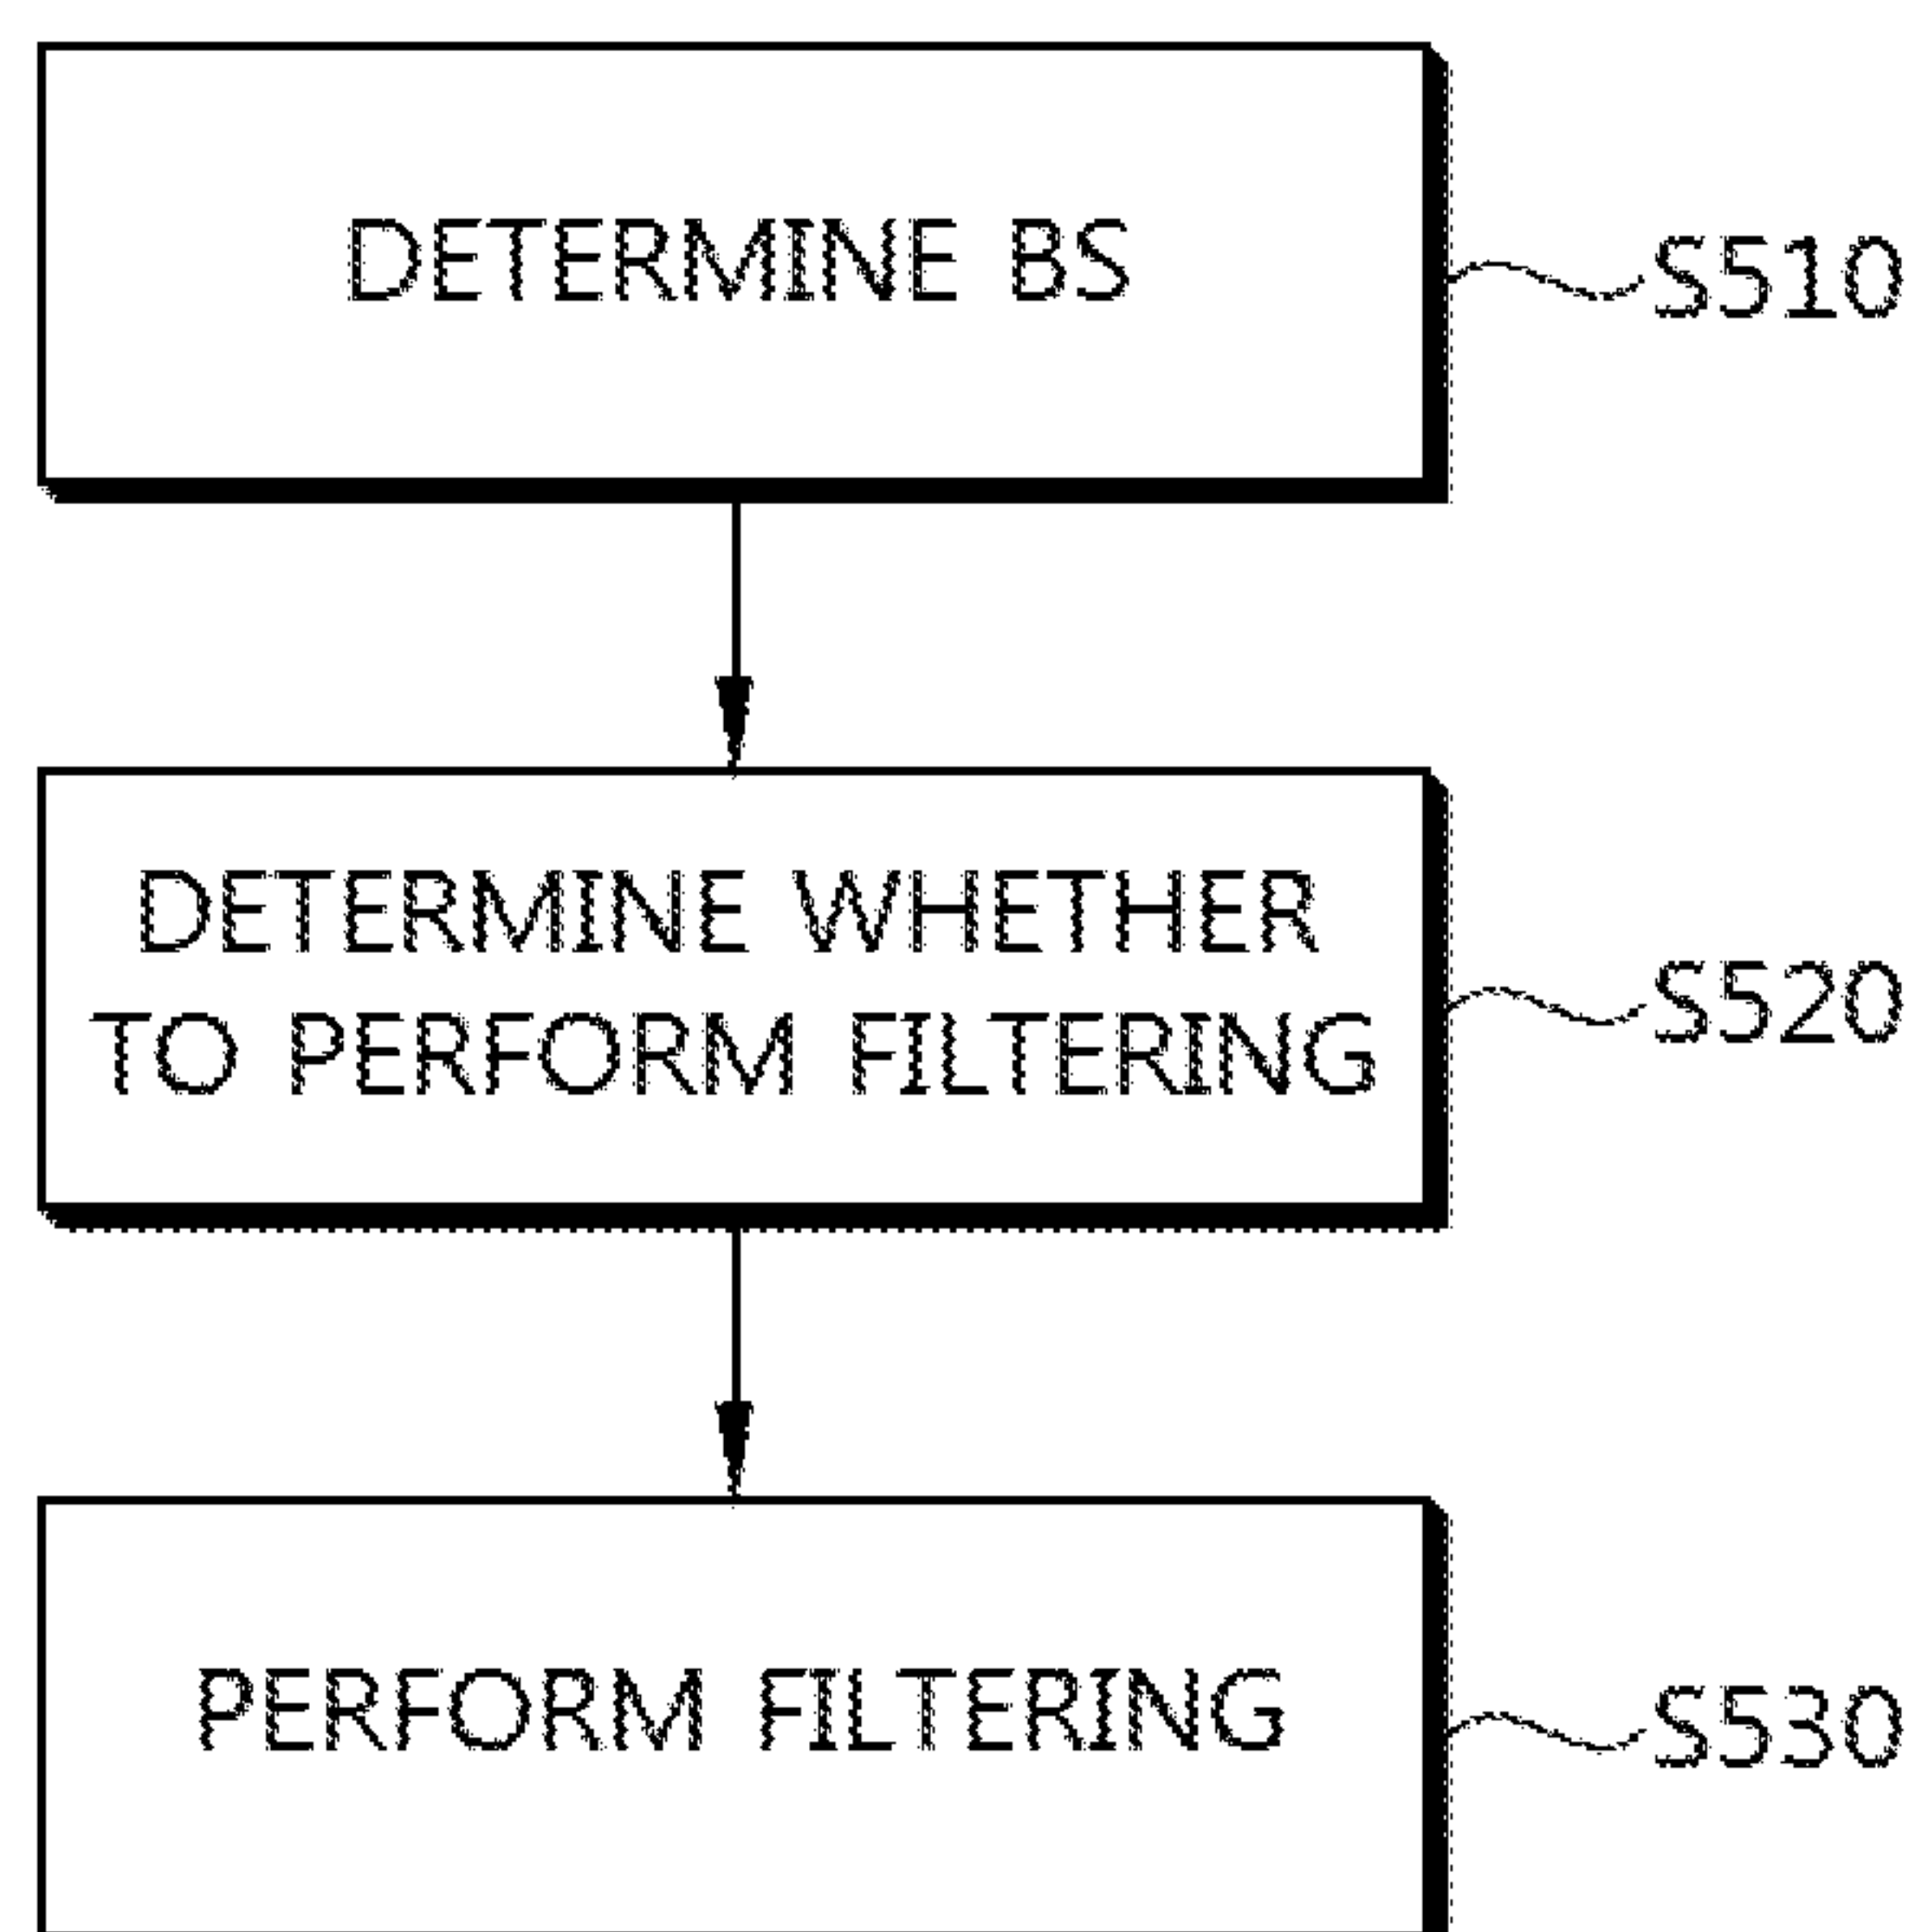 DETERMINE BS
S510
DETERMINE WHETHER
TO PERFORM FILTERING
S520
PERFORM FILTERING
S530